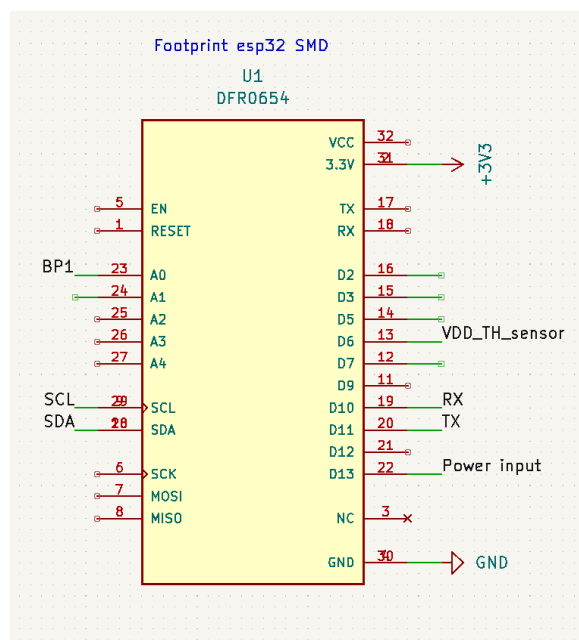 Footprint esp32 SMD
U1
DFR0654
VCC 32
3.3V
+3V3
5 EN
TX 17
1 RESET
RX 18
BP1 23 A0
D2 16
24 A1
D3 15
25 A2
D5 14
26 A3
D6 13 VDD_TH_sensor
27 A4
D7 12
D9 11
SCL SCL
D10 19 RX
SDA SDA
D11 20 TX
D12 21
6 SCK
D13 22 Power input
7 MOSI
8 MISO
NC 3
GND GND